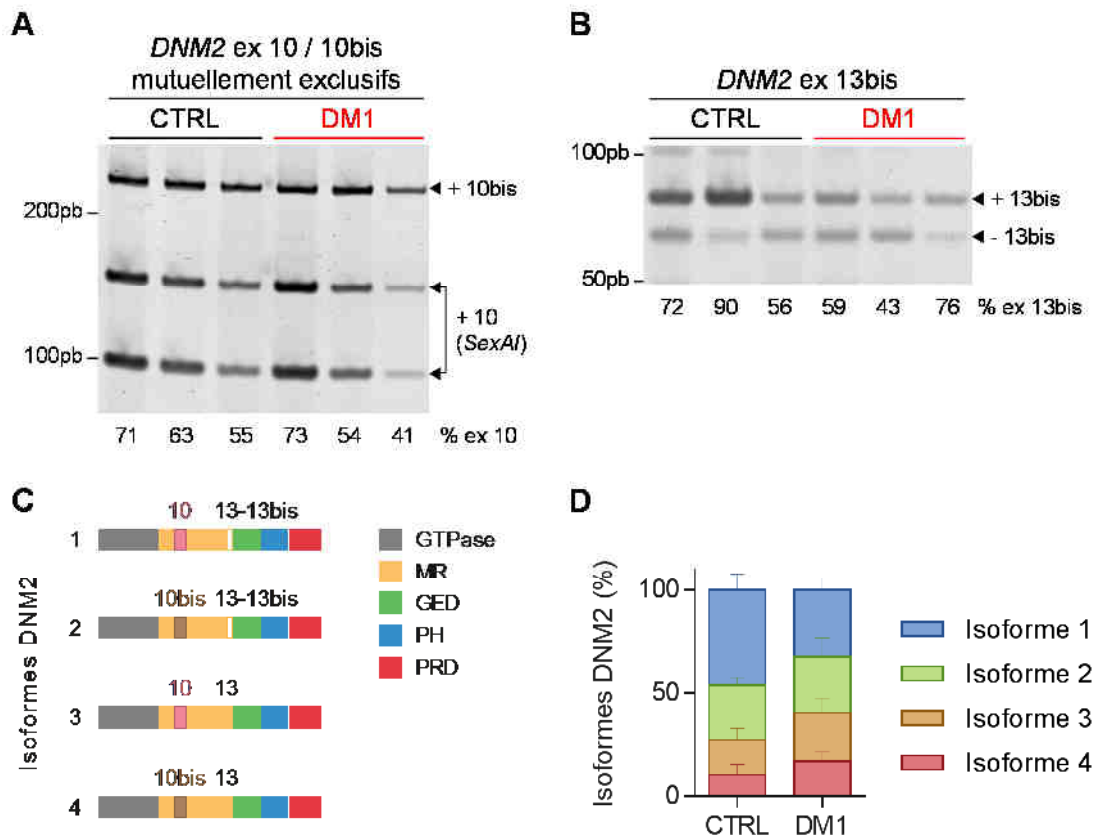 A
DNM2 ex 10 / 10bis
mutuellement exclusifs
CTRL DM1
200pb
100pb
+ 10bis
+ 10
(SexAI)
71 63 55 73 54 41 % ex 10
B
DNM2 ex 13bis
CTRL DM1
100pb
50pb
+ 13bis
- 13bis
72 90 56 59 43 76 % ex 13bis
C
Isoformes DNM2
10 13-13bis
1
10bis 13-13bis
2
10 13
3
10bis 13
4
GTPase
MR
GED
PH
PRD
D
Isoformes DNM2 (%)
100
50
0
CTRL DM1
Isoforme 1
Isoforme 2
Isoforme 3
Isoforme 4